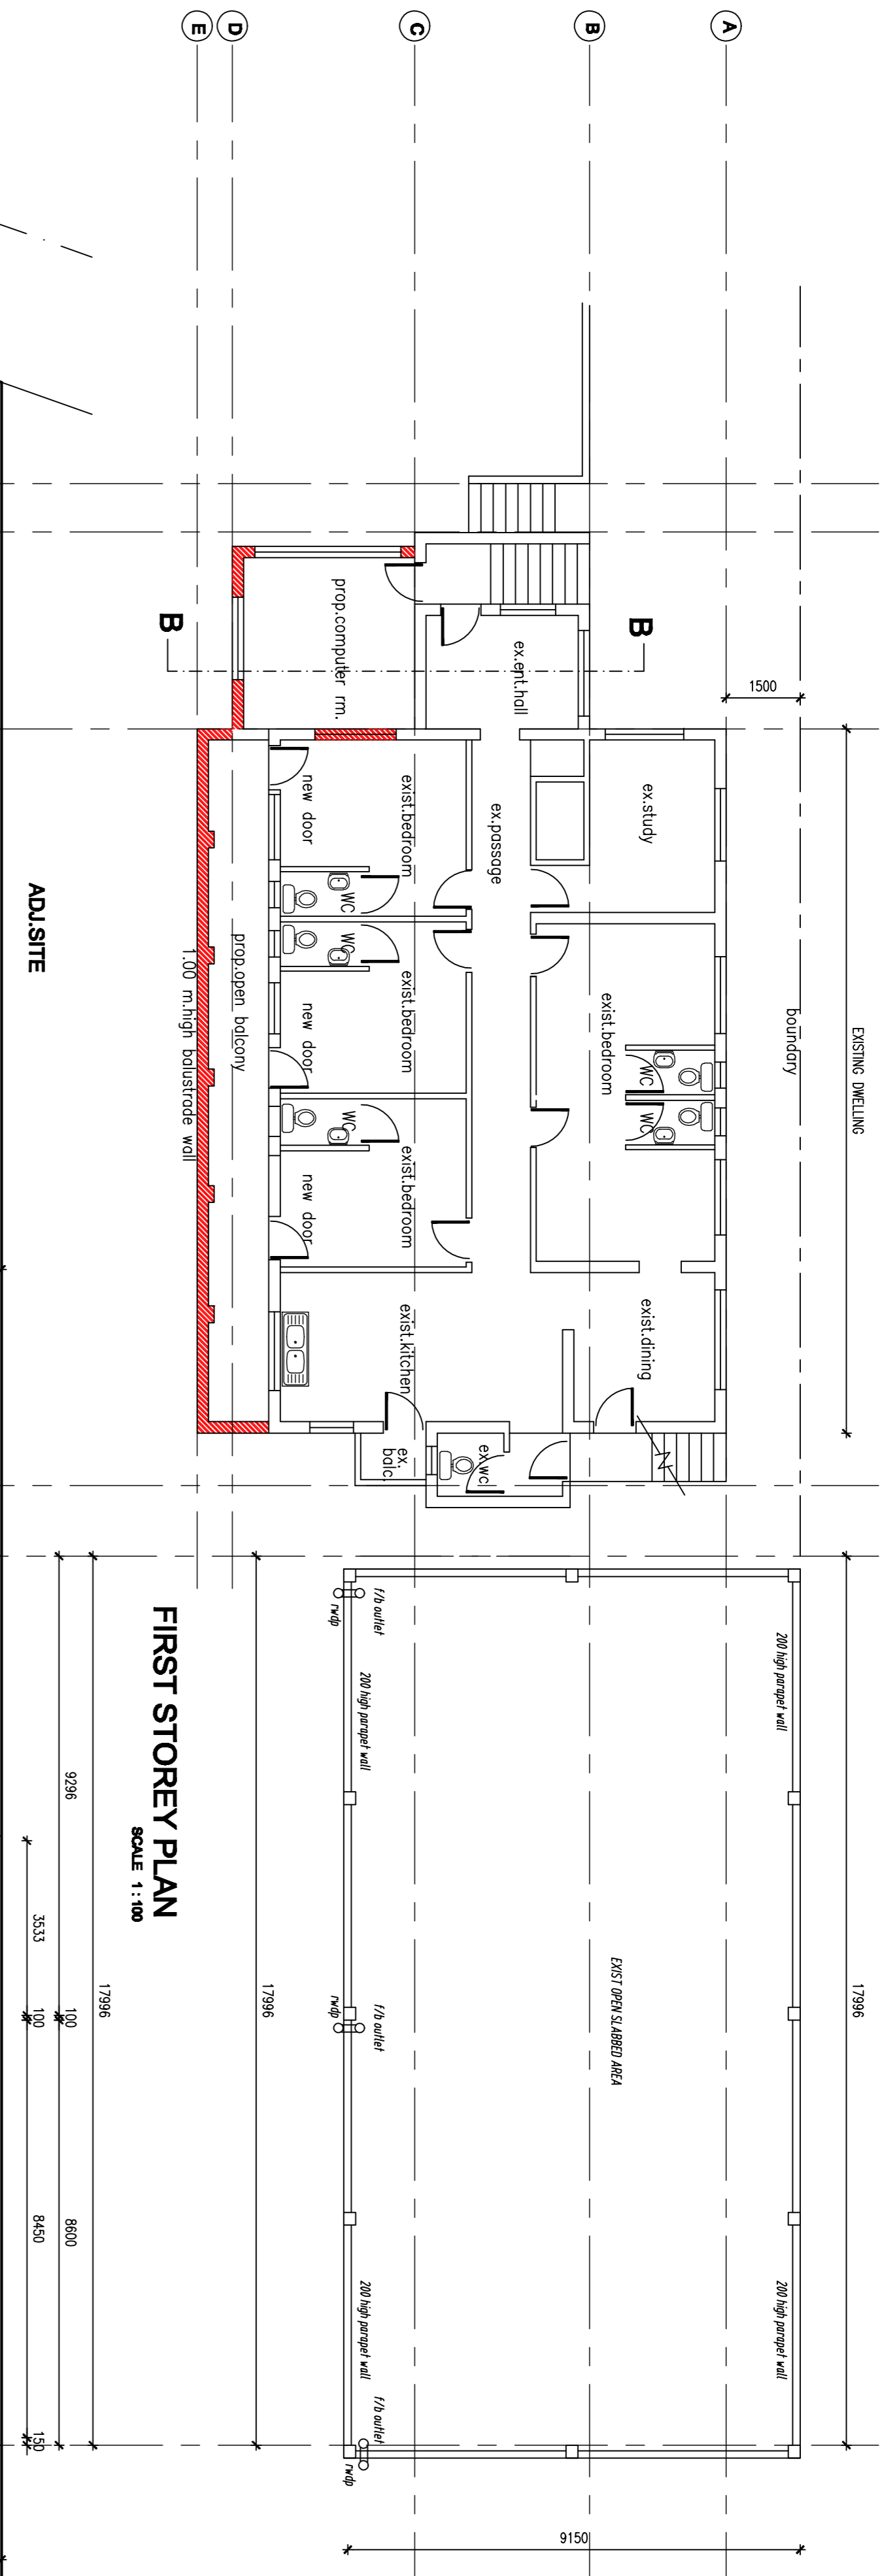 E
D
C
B
A
EXISTING DWELLING
1500
boundary
B
B
prop.computer rm.
ex.ent.hall
ex.study
ex.passage
exist.bedroom
new door
WC
WC
exist.bedroom
new door
WC
exist.bedroom
new door
exist.bedroom
WC
WC
exist.dining
exist.kitchen
ex.
balc.
ex.wc
prop.open balcony
1.00 m.high balustrade wall
ADJ.SITE
17996
200 high parapet wall
200 high parapet wall
EXIST OPEN SLABBED AREA
f/b outlet
rwdp
200 high parapet wall
f/b outlet
rwdp
200 high parapet wall
f/b outlet
rwdp
9150
17996
FIRST STOREY PLAN
SCALE 1 : 100
17996
9296
100
8600
3533
100
8450
150